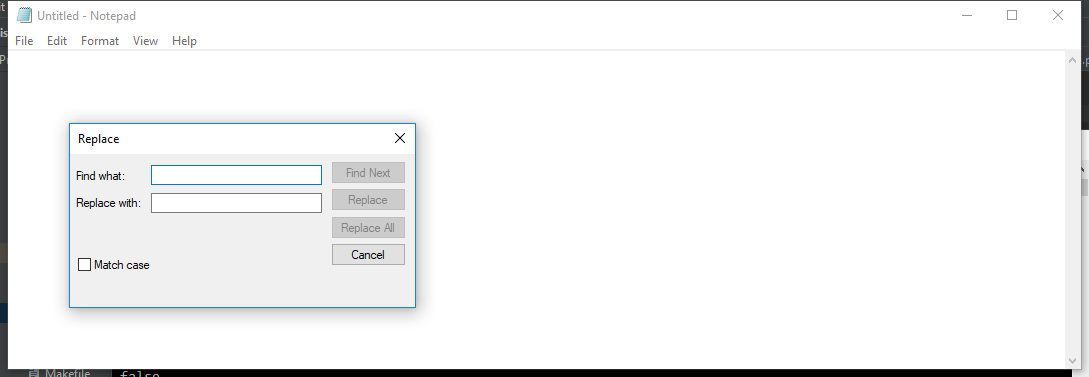 Untitled - Notepad
File Edit Format View Help
Replace
Find what:
Find Next
Replace with:
Replace
Replace All
Cancel
Match case
Makefile
false